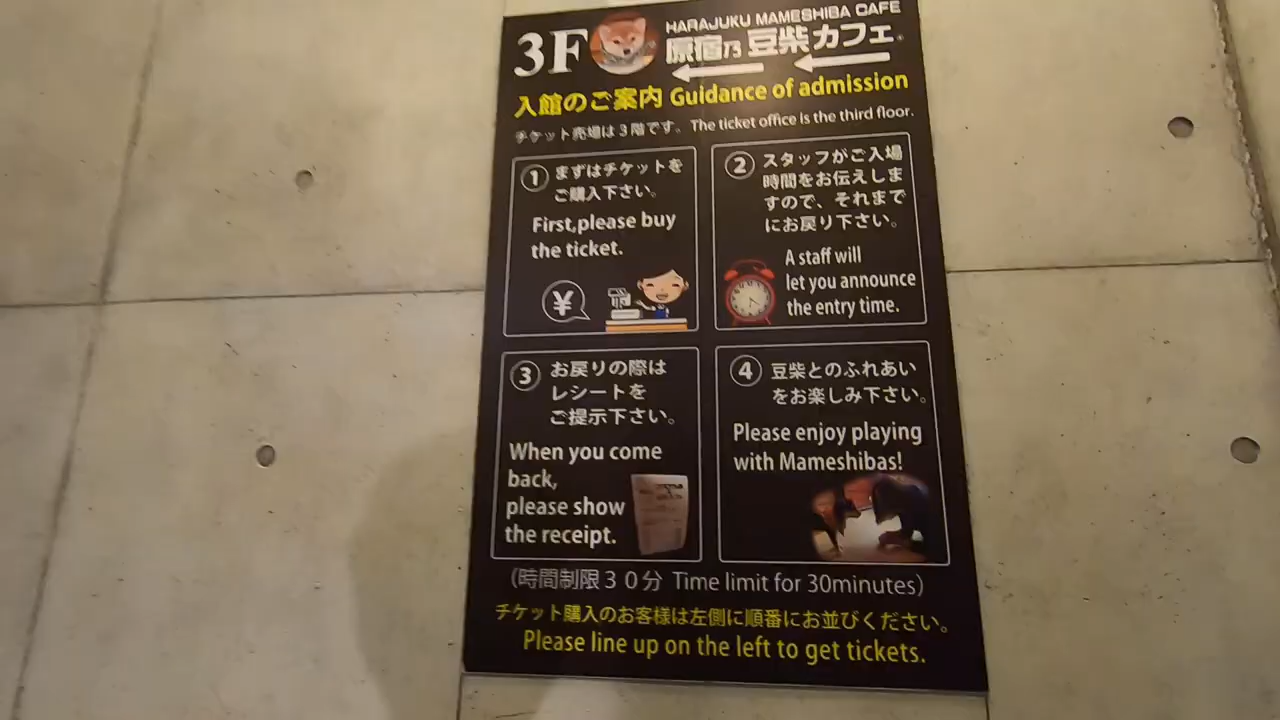 3F
HARAJUKU MAMESHIBA CAFE
原宿乃 豆柴カフェ
入館のご案内 Guidance of admission
チケット売場は3階です。 The ticket office is the third floor.
① まずはチケットを
ご購入下さい。
First,please buy
the ticket.
¥
② スタッフがご入場
時間をお伝えしま
すので、それまで
にお戻り下さい。
A staff will
let you announce
the entry time.
③ お戻りの際は
レシートを
ご提示下さい。
When you come
back,
please show
the receipt.
④ 豆柴とのふれあい
をお楽しみ下さい。
Please enjoy playing
with Mameshibas!
(時間制限30分 Time limit for 30minutes)
チケット購入のお客様は左側に順番にお並びください。
Please line up on the left to get tickets.